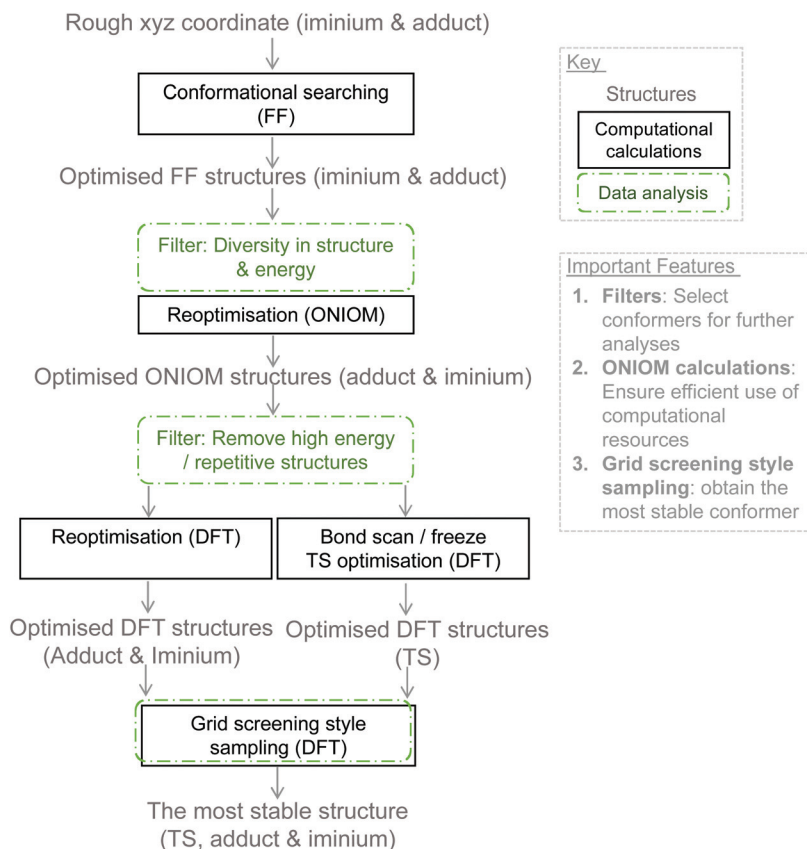 Rough xyz coordinate (iminium & adduct)
Conformational searching
(FF)
Optimised FF structures (iminium & adduct)
Filter: Diversity in structure
& energy
Reoptimisation (ONIOM)
Optimised ONIOM structures (adduct & iminium)
Filter: Remove high energy
/ repetitive structures
Reoptimisation (DFT)
Bond scan / freeze
TS optimisation (DFT)
Optimised DFT structures
(Adduct & Iminium)
Optimised DFT structures
(TS)
Grid screening style
sampling (DFT)
The most stable structure
(TS, adduct & iminium)
Key
Structures
Computational
calculations
Data analysis
Important Features
1. Filters: Select
conformers for further
analyses
2. ONIOM calculations:
Ensure efficient use of
computational
resources
3. Grid screening style
sampling: obtain the
most stable conformer